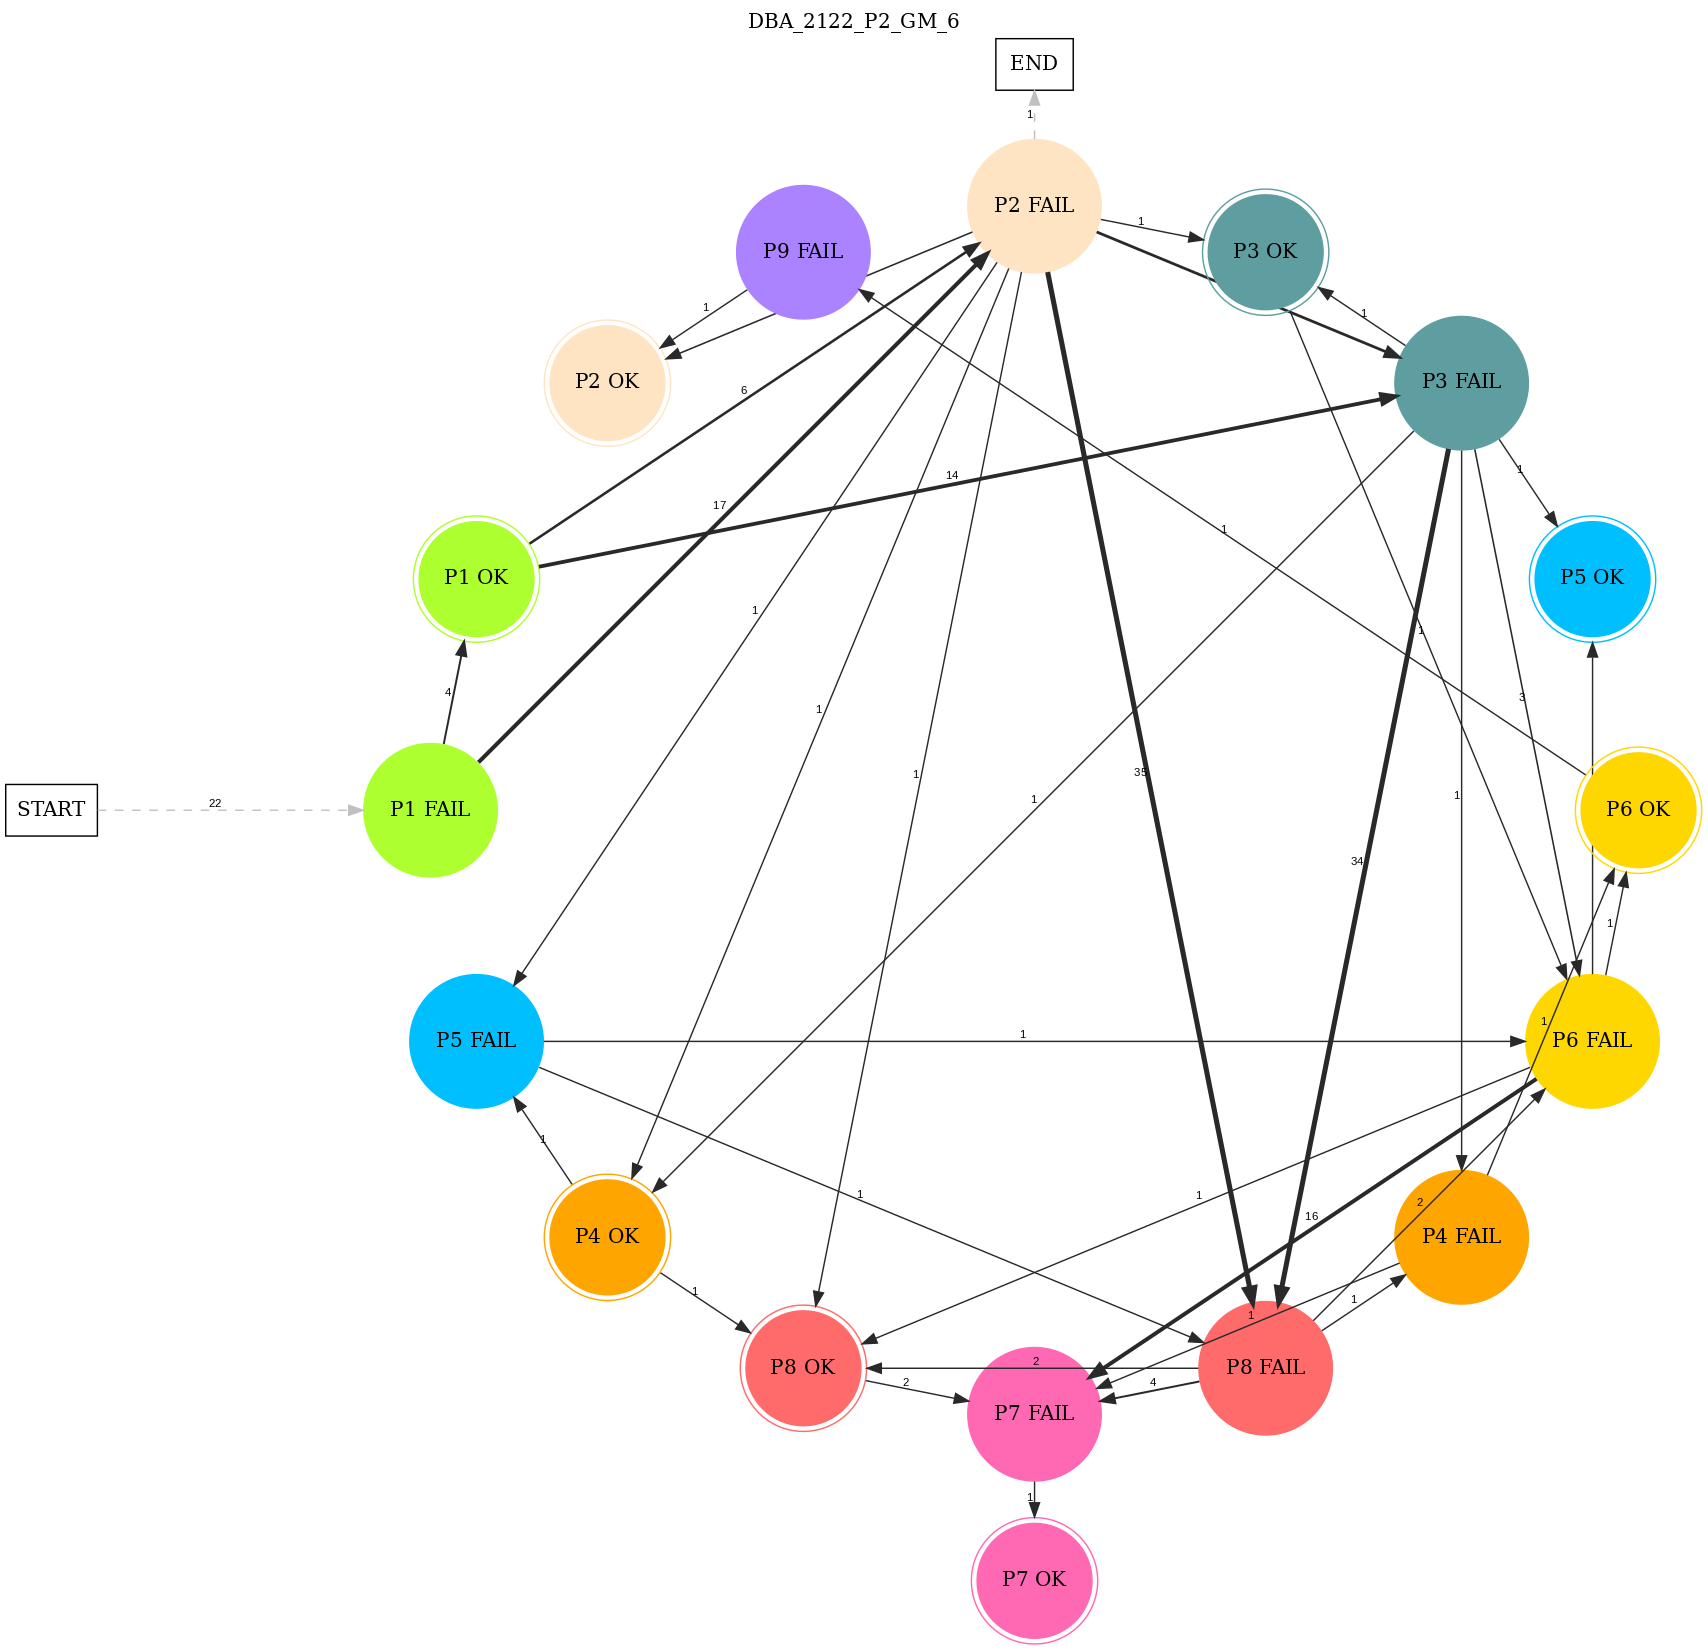 DBA_2122_P2_GM_6
END
1
P2 FAIL
P9 FAIL
1
P3 OK
1
1
P2 OK
P3 FAIL
6
14
1
17
1
P1 OK
P5 OK
1
1
4
3
1
1
1
1
START
22
P1 FAIL
P6 OK
35
34
1
1
P5 FAIL
1
P6 FAIL
1
1
1
2
16
P4 OK
P4 FAIL
1
1
1
P8 OK
2
P8 FAIL
2
4
P7 FAIL
1
P7 OK